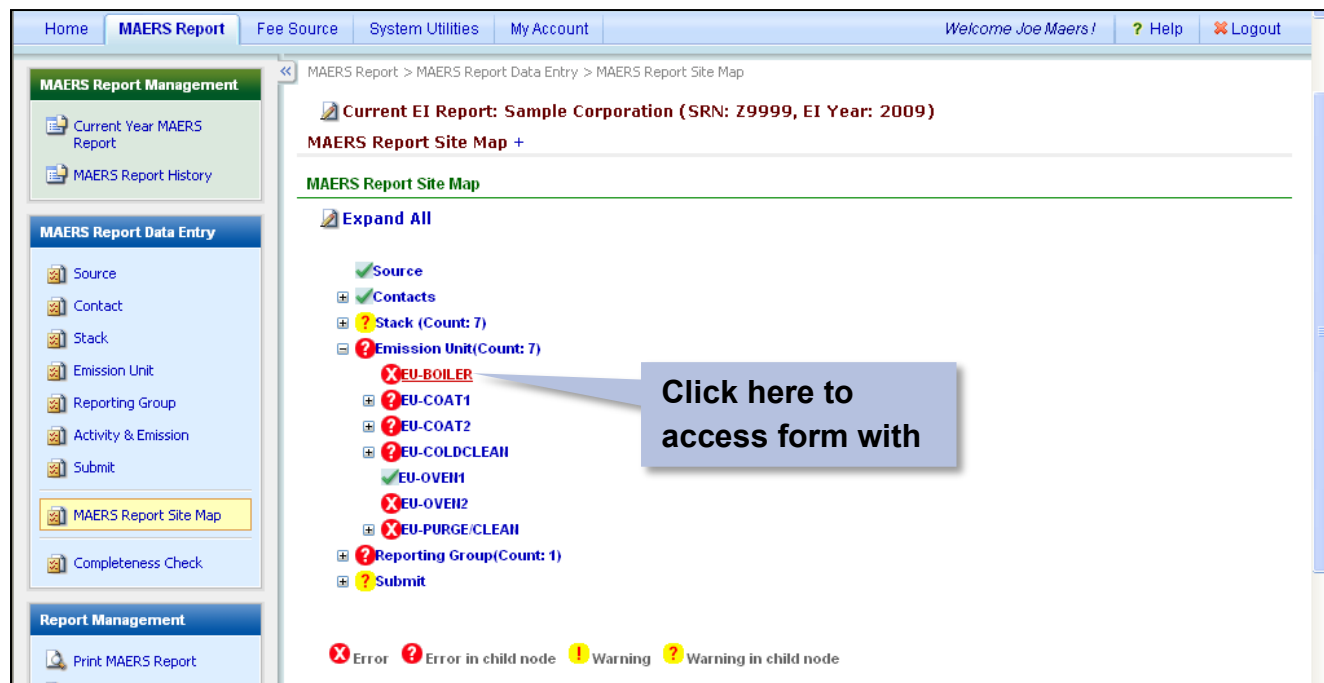 Home MAERS Report Fee Source System Utilities My Account Welcome Joe Maers! ? Help Logout
MAERS Report Management
Current Year MAERS
Report
MAERS Report History
MAERS Report Data Entry
Source
Contact
Stack
Emission Unit
Reporting Group
Activity & Emission
Submit
MAERS Report Site Map
Completeness Check
Report Management
Print MAERS Report
« MAERS Report > MAERS Report Data Entry > MAERS Report Site Map
Current EI Report: Sample Corporation (SRN: Z9999, EI Year: 2009)
MAERS Report Site Map +
MAERS Report Site Map
Expand All
Source
Contacts
? Stack (Count: 7)
? Emission Unit(Count: 7)
EU-BOILER
? EU-COAT1
? EU-COAT2
? EU-COLDCLEAN
EU-OVEN1
EU-OVEN2
EU-PURGE/CLEAN
? Reporting Group(Count: 1)
? Submit
Click here to
access form with
X Error ? Error in child node ! Warning ? Warning in child node